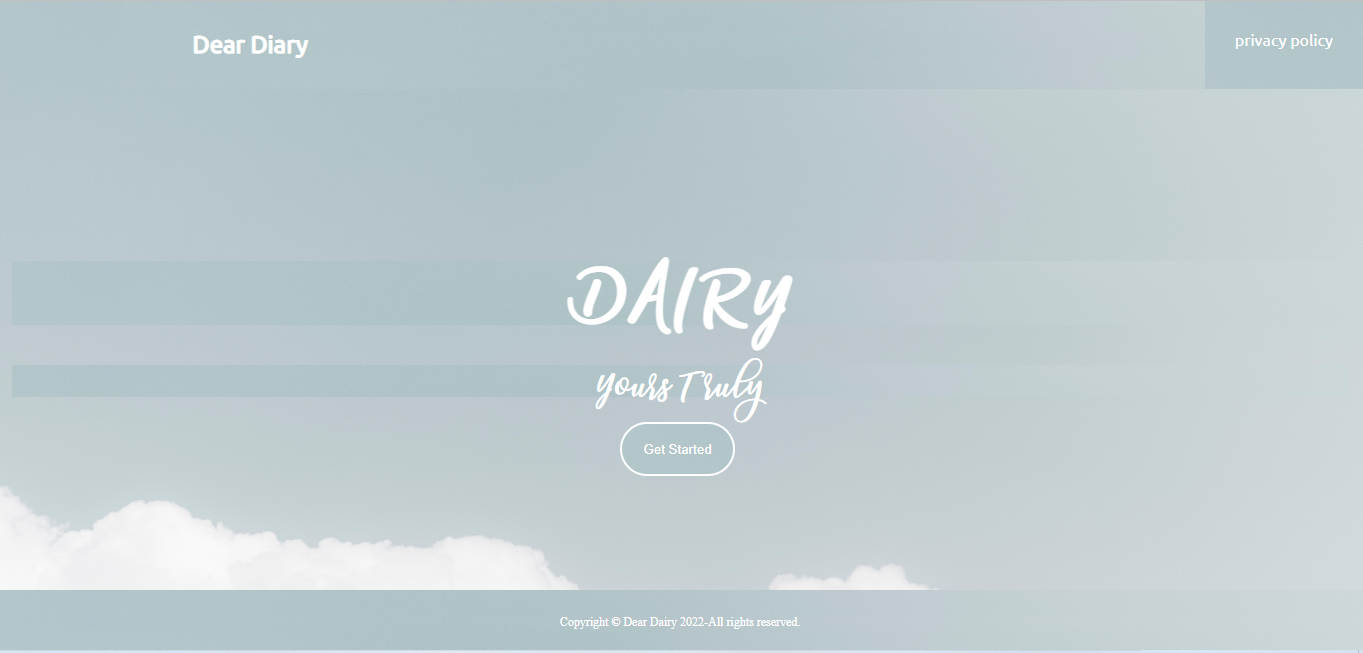 Dear Diary
privacy policy
DAIRY
yours Truly
Get Started
Copyright © Dear Dairy 2022-All rights reserved.